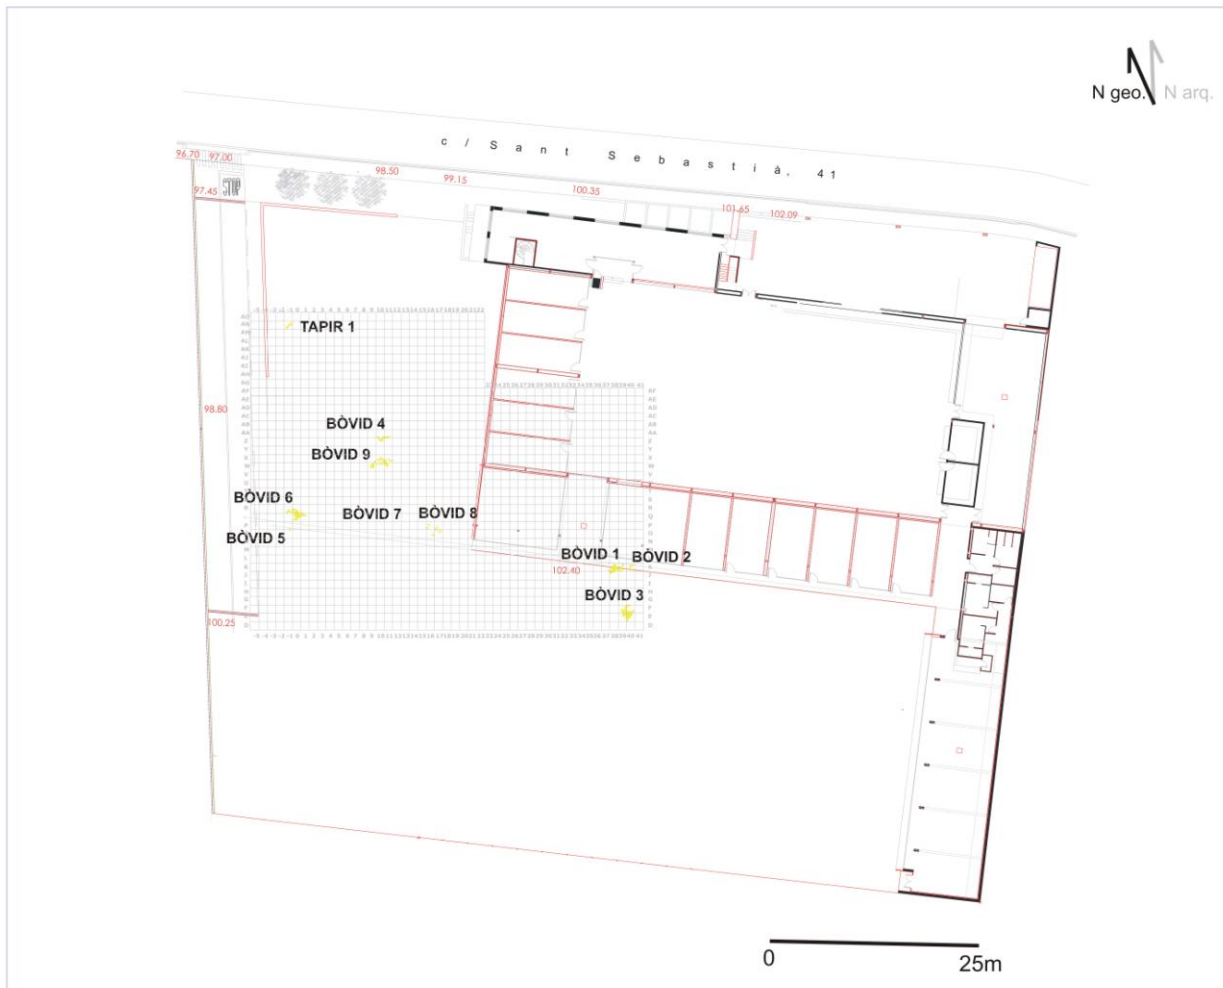 N geo. N arq.
c / Sant Sebastià, 41
96.70 97.00
98.50
99.15
100.35
101.65 102.09
97.45 STOP
TAPIR 1
98.80
BÒVID 4
BÒVID 9
BÒVID 6
BÒVID 7 BÒVID 8
BÒVID 5
BÒVID 1 BÒVID 2
102.40
BÒVID 3
100.25
0 25m